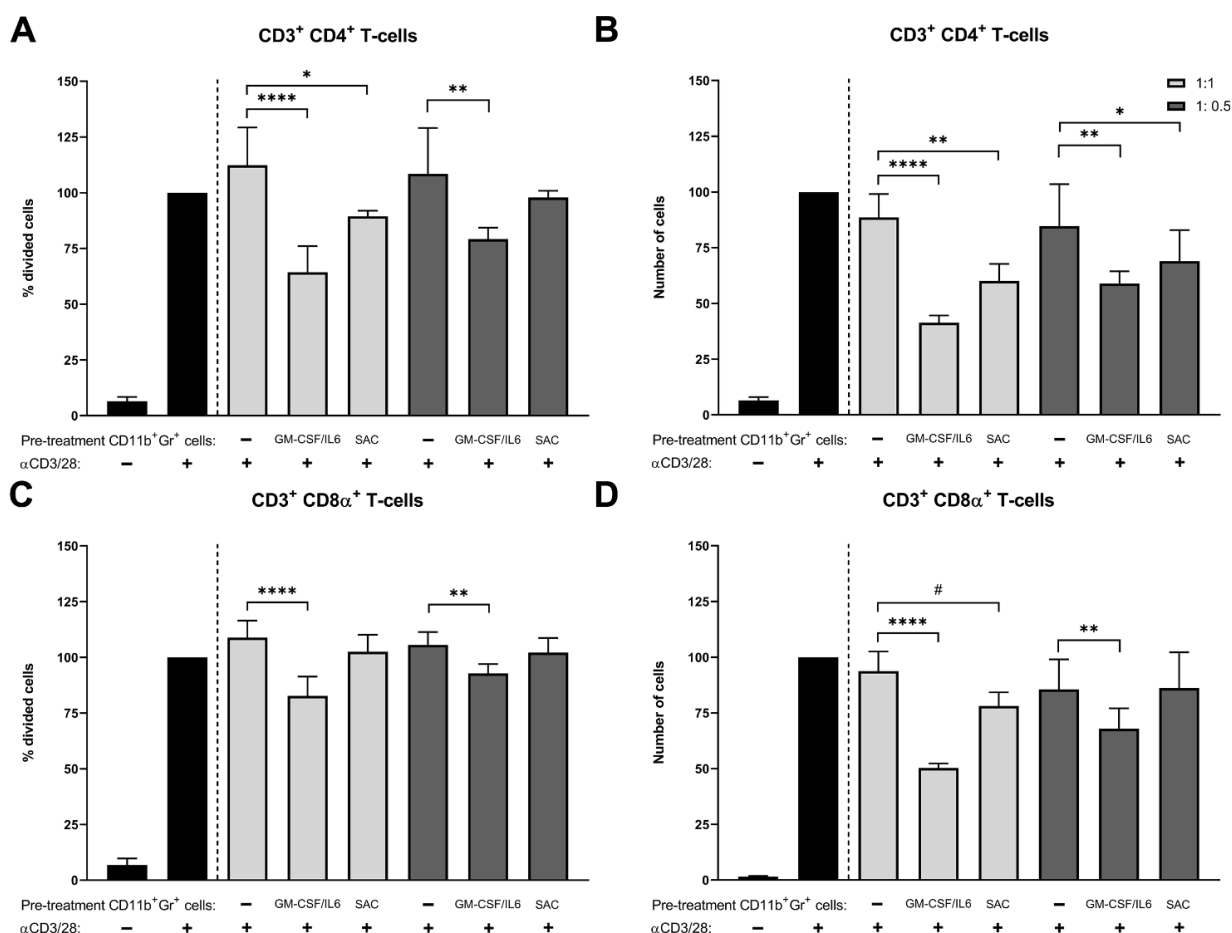 A
CD3⁺ CD4⁺ T-cells
150
125
100
75
50
25
0
% divided cells
*
****
**
Pre-treatment CD11b⁺Gr⁺ cells: – GM-CSF/IL6 SAC – GM-CSF/IL6 SAC
αCD3/28: – + + + + + + +
B
CD3⁺ CD4⁺ T-cells
1:1
1: 0.5
150
125
100
75
50
25
0
Number of cells
**
****
*
**
Pre-treatment CD11b⁺Gr⁺ cells: – GM-CSF/IL6 SAC – GM-CSF/IL6 SAC
αCD3/28: – + + + + + + +
C
CD3⁺ CD8α⁺ T-cells
150
125
100
75
50
25
0
% divided cells
****
**
Pre-treatment CD11b⁺Gr⁺ cells: – GM-CSF/IL6 SAC – GM-CSF/IL6 SAC
αCD3/28: – + + + + + + +
D
CD3⁺ CD8α⁺ T-cells
150
125
100
75
50
25
0
Number of cells
#
****
**
Pre-treatment CD11b⁺Gr⁺ cells: – GM-CSF/IL6 SAC – GM-CSF/IL6 SAC
αCD3/28: – + + + + + + +